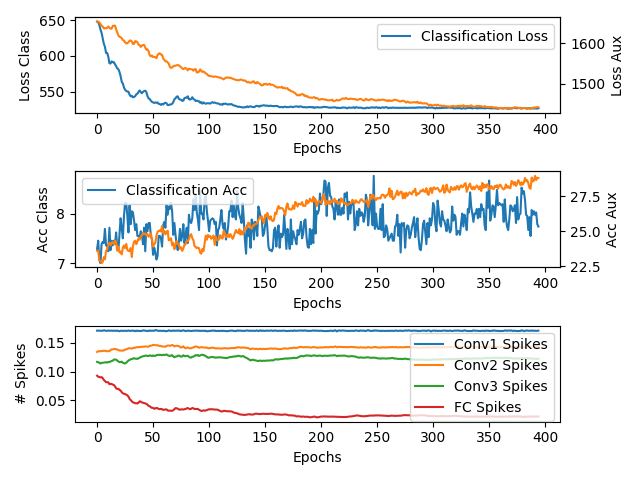 Loss Class
650
600
550
Classification Loss
1600
1500
Loss Aux
0 50 100 150 200 250 300 350 400
Epochs
Acc Class
8
7
Classification Acc
27.5
25.0
22.5
Acc Aux
0 50 100 150 200 250 300 350 400
Epochs
# Spikes
0.15
0.10
0.05
Conv1 Spikes
Conv2 Spikes
Conv3 Spikes
FC Spikes
0 50 100 150 200 250 300 350 400
Epochs